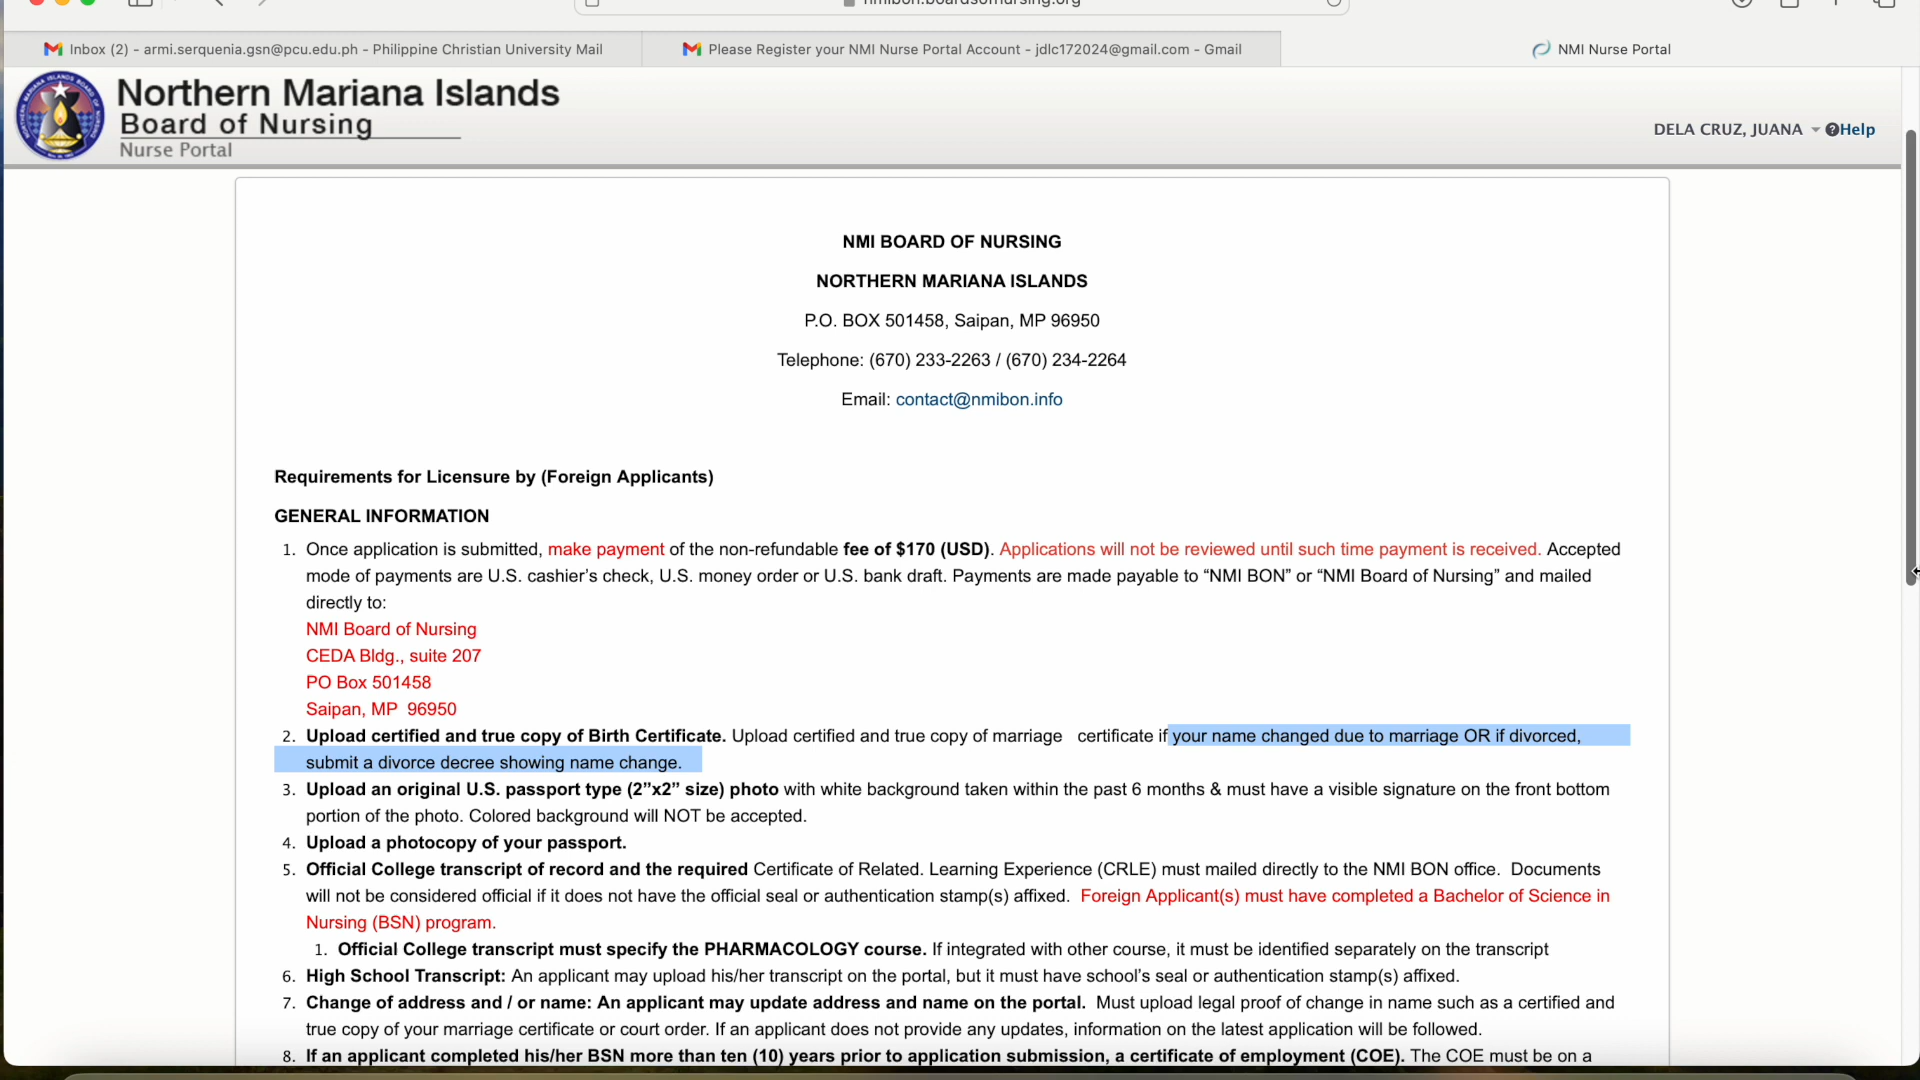 nmibon.boardsofnursing.org
Inbox (2) - armi.serquenia.gsn@pcu.edu.ph - Philippine Christian University Mail
Please Register your NMI Nurse Portal Account - jdlc172024@gmail.com - Gmail
NMI Nurse Portal
Northern Mariana Islands
Board of Nursing
Nurse Portal
DELA CRUZ, JUANA
Help
NMI BOARD OF NURSING
NORTHERN MARIANA ISLANDS
P.O. BOX 501458, Saipan, MP 96950
Telephone: (670) 233-2263 / (670) 234-2264
Email: contact@nmibon.info
Requirements for Licensure by (Foreign Applicants)
GENERAL INFORMATION
1. Once application is submitted, make payment of the non-refundable fee of $170 (USD). Applications will not be reviewed until such time payment is received. Accepted
mode of payments are U.S. cashier’s check, U.S. money order or U.S. bank draft. Payments are made payable to “NMI BON” or “NMI Board of Nursing” and mailed
directly to:
NMI Board of Nursing
CEDA Bldg., suite 207
PO Box 501458
Saipan, MP 96950
2. Upload certified and true copy of Birth Certificate. Upload certified and true copy of marriage certificate if your name changed due to marriage OR if divorced,
submit a divorce decree showing name change.
3. Upload an original U.S. passport type (2”x2” size) photo with white background taken within the past 6 months & must have a visible signature on the front bottom
portion of the photo. Colored background will NOT be accepted.
4. Upload a photocopy of your passport.
5. Official College transcript of record and the required Certificate of Related. Learning Experience (CRLE) must mailed directly to the NMI BON office. Documents
will not be considered official if it does not have the official seal or authentication stamp(s) affixed. Foreign Applicant(s) must have completed a Bachelor of Science in
Nursing (BSN) program.
1. Official College transcript must specify the PHARMACOLOGY course. If integrated with other course, it must be identified separately on the transcript
6. High School Transcript: An applicant may upload his/her transcript on the portal, but it must have school’s seal or authentication stamp(s) affixed.
7. Change of address and / or name: An applicant may update address and name on the portal. Must upload legal proof of change in name such as a certified and
true copy of your marriage certificate or court order. If an applicant does not provide any updates, information on the latest application will be followed.
8. If an applicant completed his/her BSN more than ten (10) years prior to application submission, a certificate of employment (COE). The COE must be on a